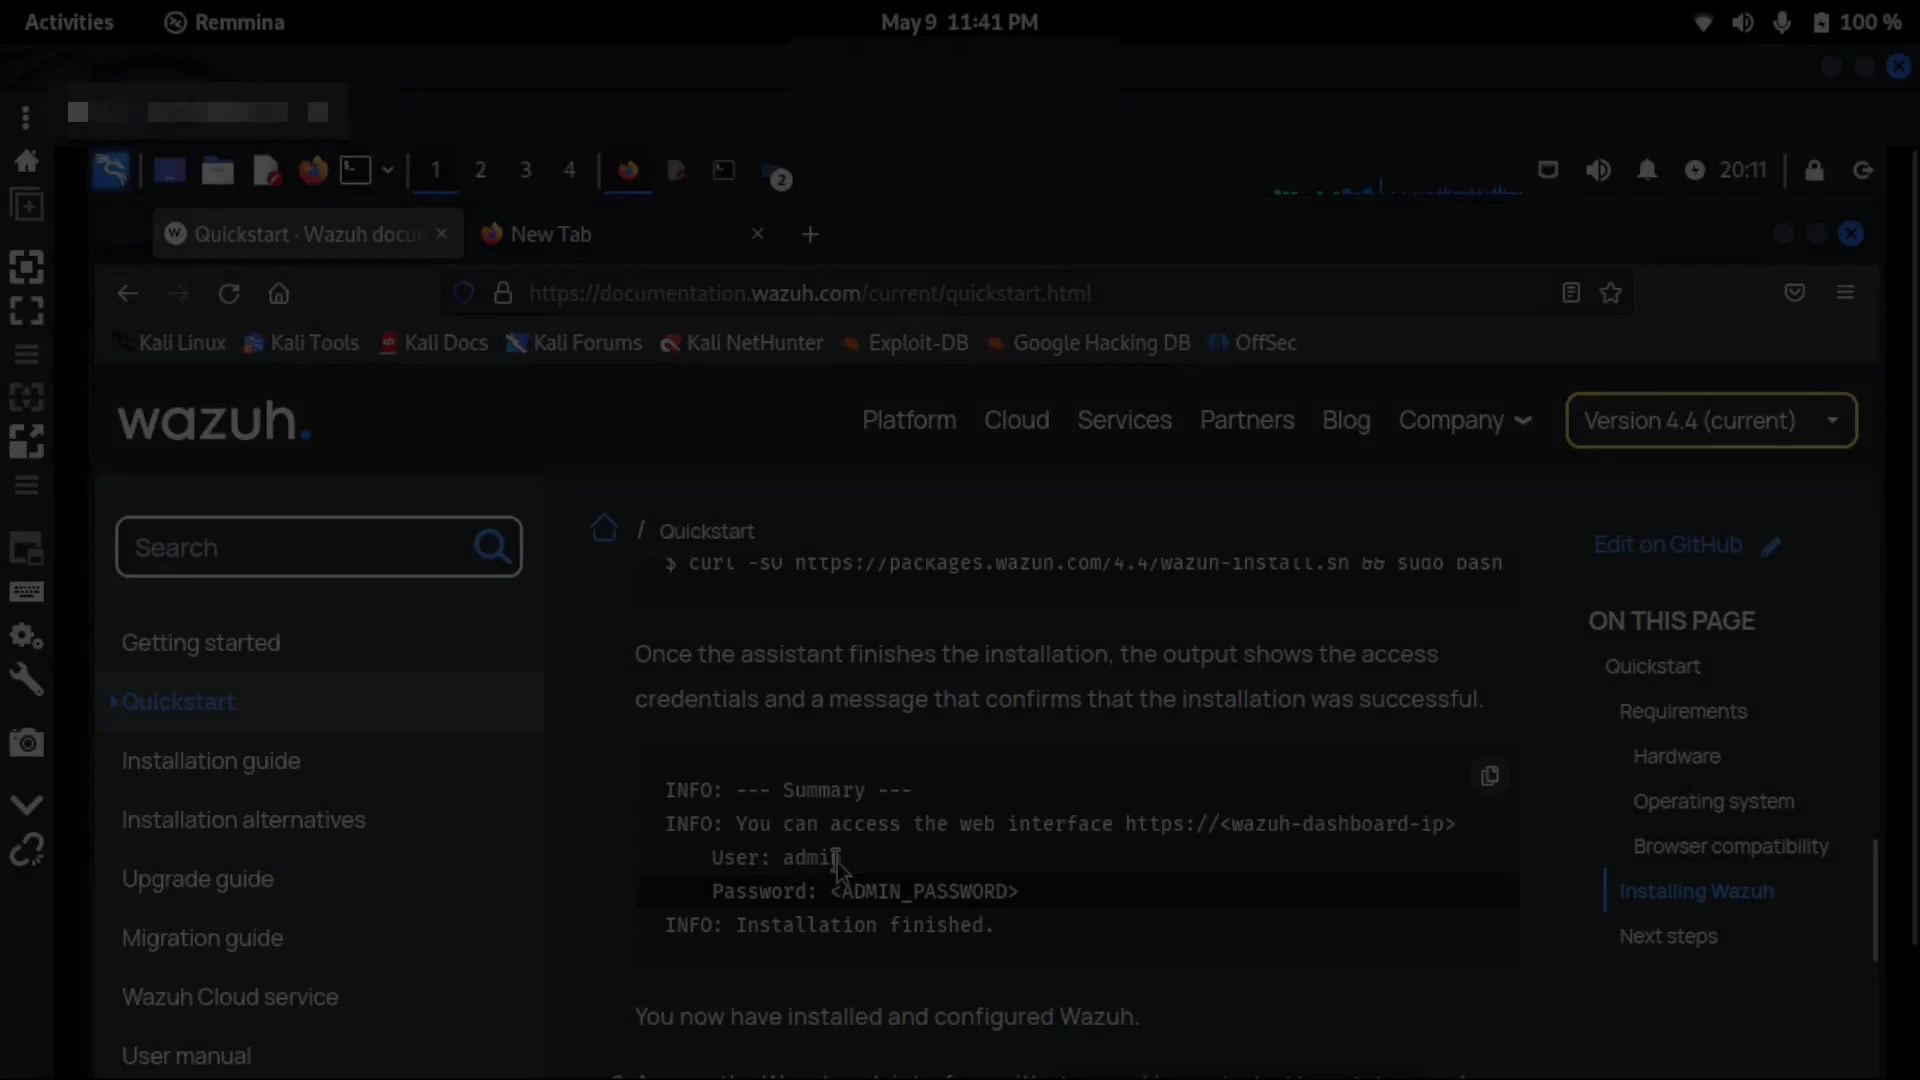 Activities Remmina May 9 11:41 PM 100 %
1 2 3 4 2 20:11
Quickstart · Wazuh docum New Tab
https://documentation.wazuh.com/current/quickstart.html
Kali Linux Kali Tools Kali Docs Kali Forums Kali NetHunter Exploit-DB Google Hacking DB OffSec
wazuh. Platform Cloud Services Partners Blog Company Version 4.4 (current)
Search
Getting started
Quickstart
Installation guide
Installation alternatives
Upgrade guide
Migration guide
Wazuh Cloud service
User manual
/ Quickstart
$ curl -sO https://packages.wazuh.com/4.4/wazuh-install.sh && sudo bash
Once the assistant finishes the installation, the output shows the access
credentials and a message that confirms that the installation was successful.
INFO: --- Summary ---
INFO: You can access the web interface https://<wazuh-dashboard-ip>
User: admin
Password: <ADMIN_PASSWORD>
INFO: Installation finished.
You now have installed and configured Wazuh.
Edit on GitHub
ON THIS PAGE
Quickstart
Requirements
Hardware
Operating system
Browser compatibility
Installing Wazuh
Next steps